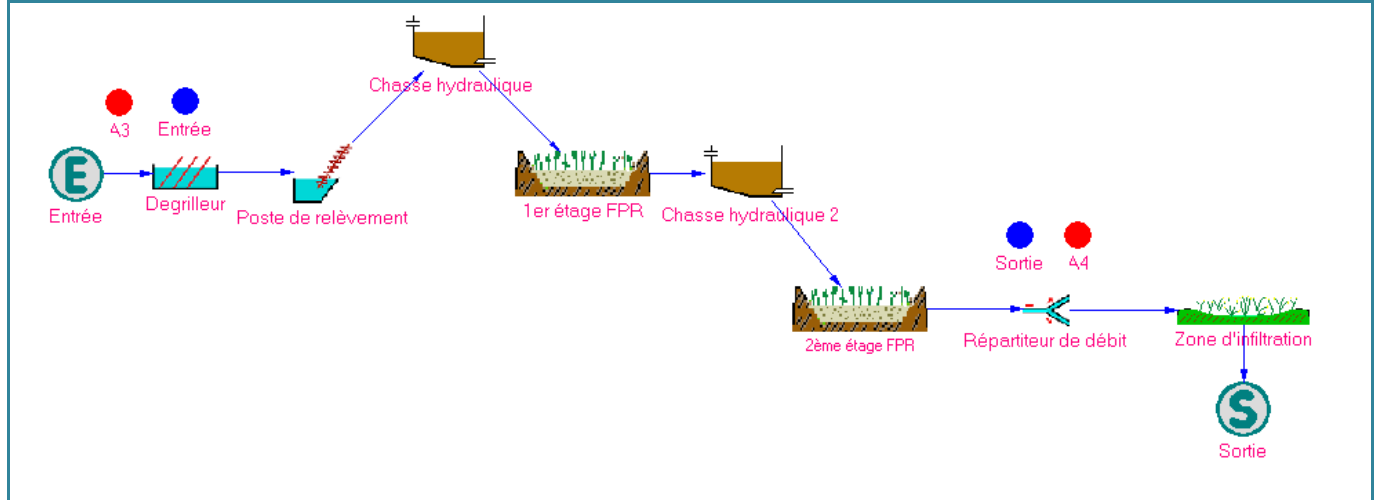 Chasse hydraulique
A3
Entrée
E
Entrée
Degrilleur
Poste de relèvement
1er étage FPR
Chasse hydraulique 2
Sortie
A4
2ème étage FPR
Répartiteur de débit
Zone d'infiltration
S
Sortie